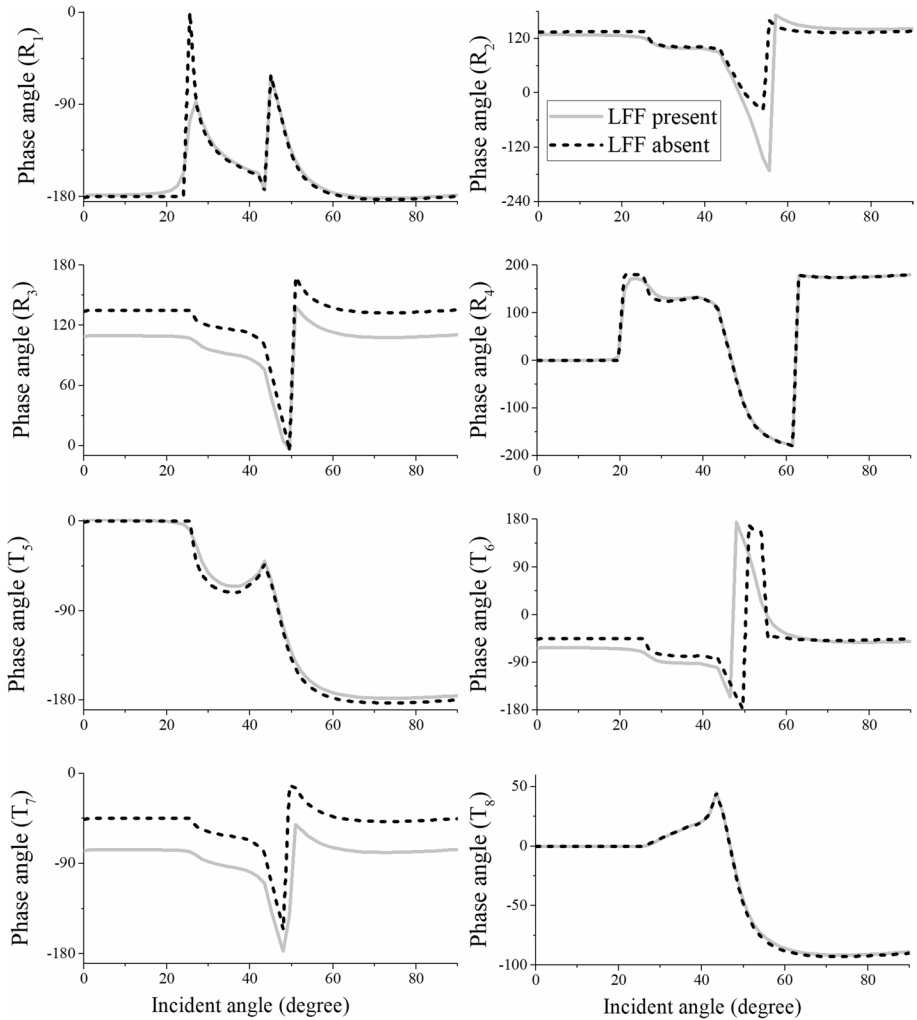 Phase angle (R1)
0
-90
-180
0 20 40 60 80
Phase angle (R2)
120
0
-120
-240
0 20 40 60 80
LFF present
LFF absent
Phase angle (R3)
180
120
60
0
0 20 40 60 80
Phase angle (R4)
200
100
0
-100
-200
0 20 40 60 80
Phase angle (T5)
0
-90
-180
0 20 40 60 80
Phase angle (T6)
180
90
0
-90
-180
0 20 40 60 80
Phase angle (T7)
0
-90
-180
0 20 40 60 80
Incident angle (degree)
Phase angle (T8)
50
0
-50
-100
0 20 40 60 80
Incident angle (degree)